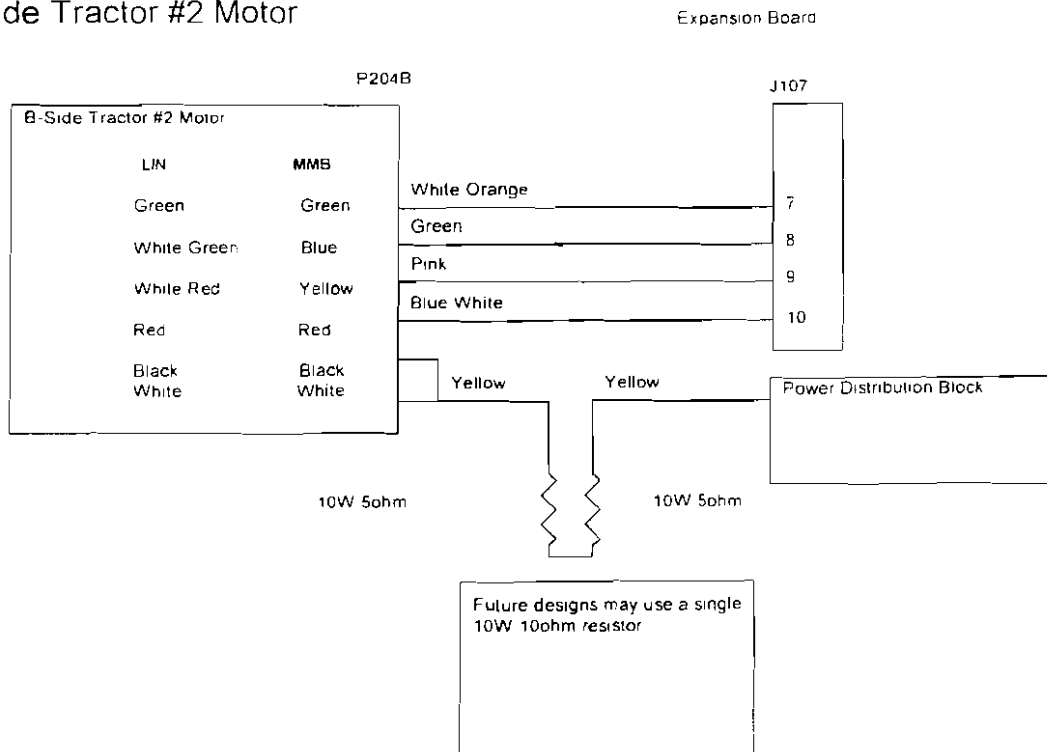 de Tractor #2 Motor
Expansion Board
P204B
J107
B-Side Tractor #2 Motor
LIN MMB
Green Green
White Green Blue
White Red Yellow
Red Red
Black Black
White White
White Orange 7
Green 8
Pink 9
Blue White 10
Yellow Yellow
Power Distribution Block
10W 5ohm 10W 5ohm
Future designs may use a single
10W 10ohm resistor